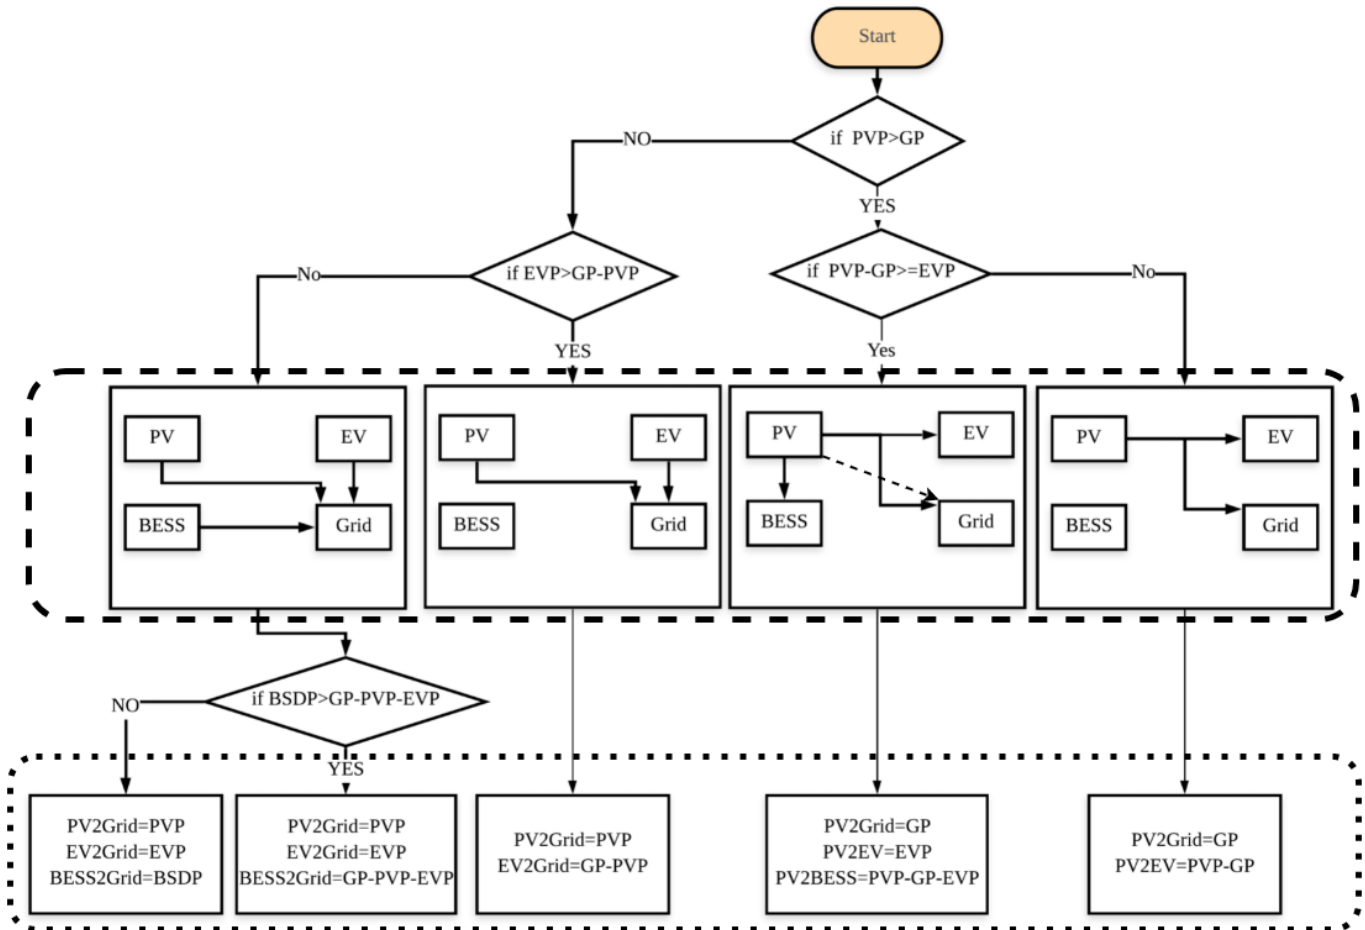 Start
if PVP>GP
NO
YES
if EVP>GP-PVP
if PVP-GP>=EVP
No
No
YES
Yes
PV
EV
BESS
Grid
PV
EV
BESS
Grid
PV
EV
BESS
Grid
PV
EV
BESS
Grid
if BSDP>GP-PVP-EVP
NO
YES
PV2Grid=PVP
EV2Grid=EVP
BESS2Grid=BSDP
PV2Grid=PVP
EV2Grid=EVP
BESS2Grid=GP-PVP-EVP
PV2Grid=PVP
EV2Grid=GP-PVP
PV2Grid=GP
PV2EV=EVP
PV2BESS=PVP-GP-EVP
PV2Grid=GP
PV2EV=PVP-GP